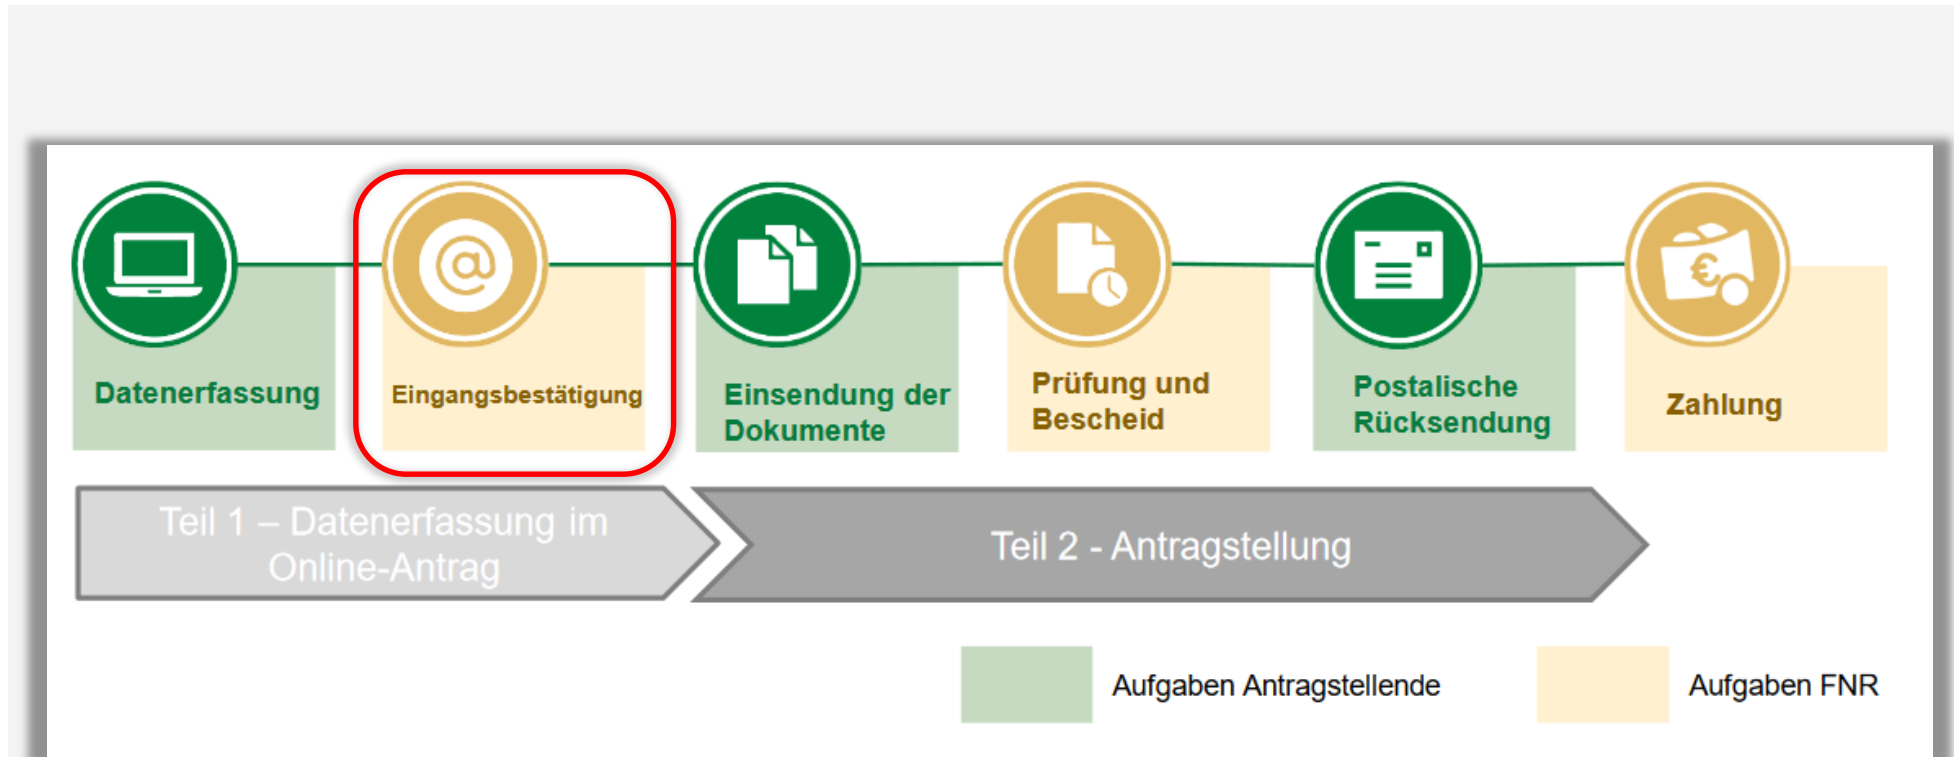 Datenerfassung
Eingangsbestätigung
Einsendung der
Dokumente
Prüfung und
Bescheid
Postalische
Rücksendung
Zahlung
Teil 1 – Datenerfassung im
Online-Antrag
Teil 2 - Antragstellung
Aufgaben Antragstellende
Aufgaben FNR